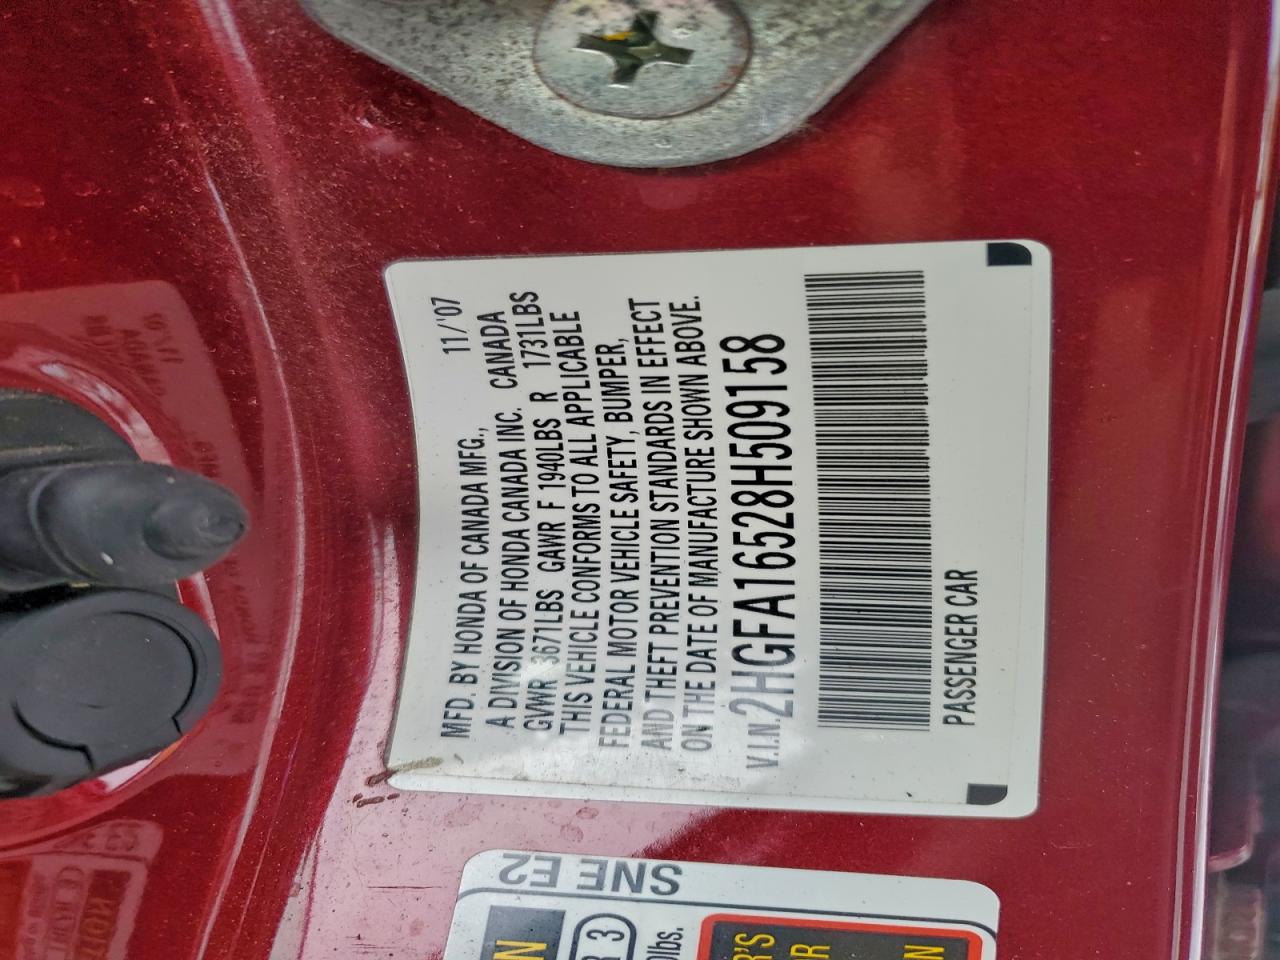 MFD. BY HONDA OF CANADA MFG., 11/'07
A DIVISION OF HONDA CANADA INC. CANADA
GVWR 3671LBS GAWR F 1940LBS R 1731LBS
THIS VEHICLE CONFORMS TO ALL APPLICABLE
FEDERAL MOTOR VEHICLE SAFETY, BUMPER,
AND THEFT PREVENTION STANDARDS IN EFFECT
ON THE DATE OF MANUFACTURE SHOWN ABOVE.
V.I.N. 2HGFA16528H509158
PASSENGER CAR
SNE E2